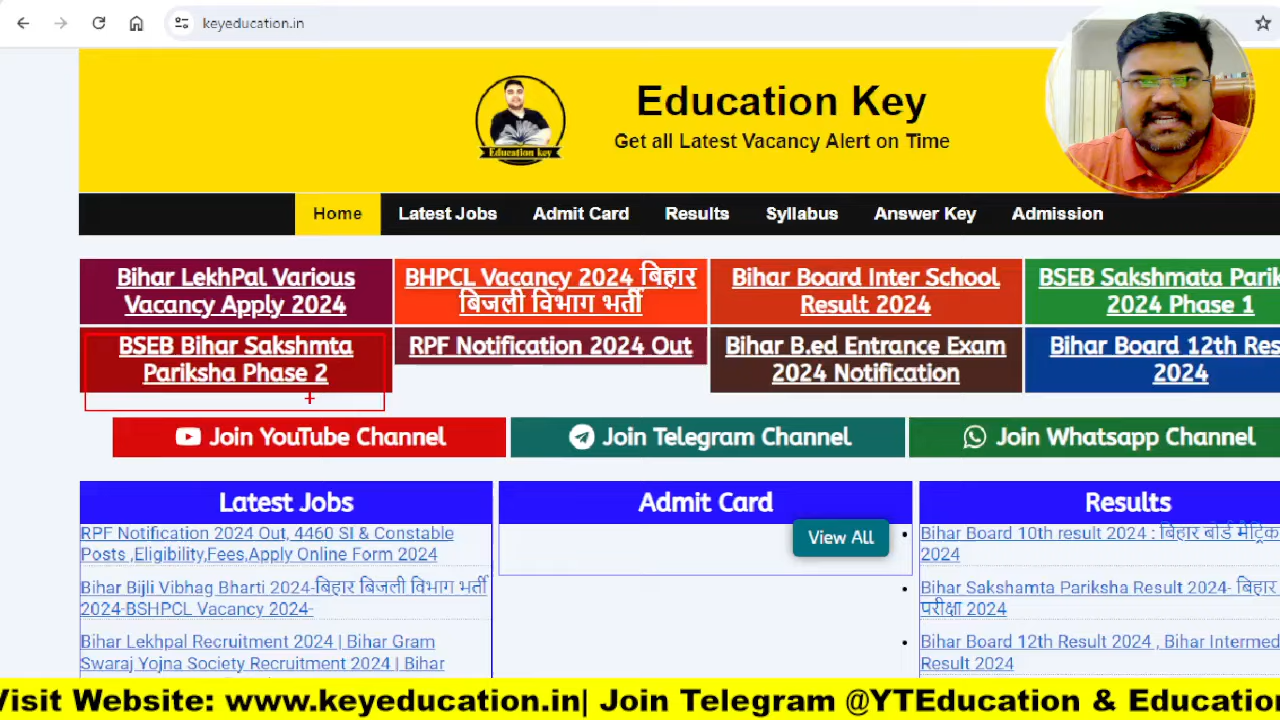 keyeducation.in
Education Key
Get all Latest Vacancy Alert on Time
Education key
Home Latest Jobs Admit Card Results Syllabus Answer Key Admission
Bihar LekhPal Various
Vacancy Apply 2024
BHPCL Vacancy 2024 बिहार
बिजली विभाग भर्ती
Bihar Board Inter School
Result 2024
BSEB Sakshmata Parik
2024 Phase 1
BSEB Bihar Sakshmta
Pariksha Phase 2
RPF Notification 2024 Out
Bihar B.ed Entrance Exam
2024 Notification
Bihar Board 12th Res
2024
Join YouTube Channel
Join Telegram Channel
Join Whatsapp Channel
Latest Jobs
RPF Notification 2024 Out, 4460 SI & Constable
Posts ,Eligibility,Fees,Apply Online Form 2024
Bihar Bijli Vibhag Bharti 2024-बिहार बिजली विभाग भर्ती
2024-BSHPCL Vacancy 2024-
Bihar Lekhpal Recruitment 2024 | Bihar Gram
Swaraj Yojna Society Recruitment 2024 | Bihar
Admit Card
View All
Results
Bihar Board 10th result 2024 : बिहार बोर्ड मैट्रिक
2024
Bihar Sakshamta Pariksha Result 2024- बिहार
परीक्षा 2024
Bihar Board 12th Result 2024 , Bihar Intermed
Result 2024
Visit Website: www.keyeducation.in| Join Telegram @YTEducation & Education